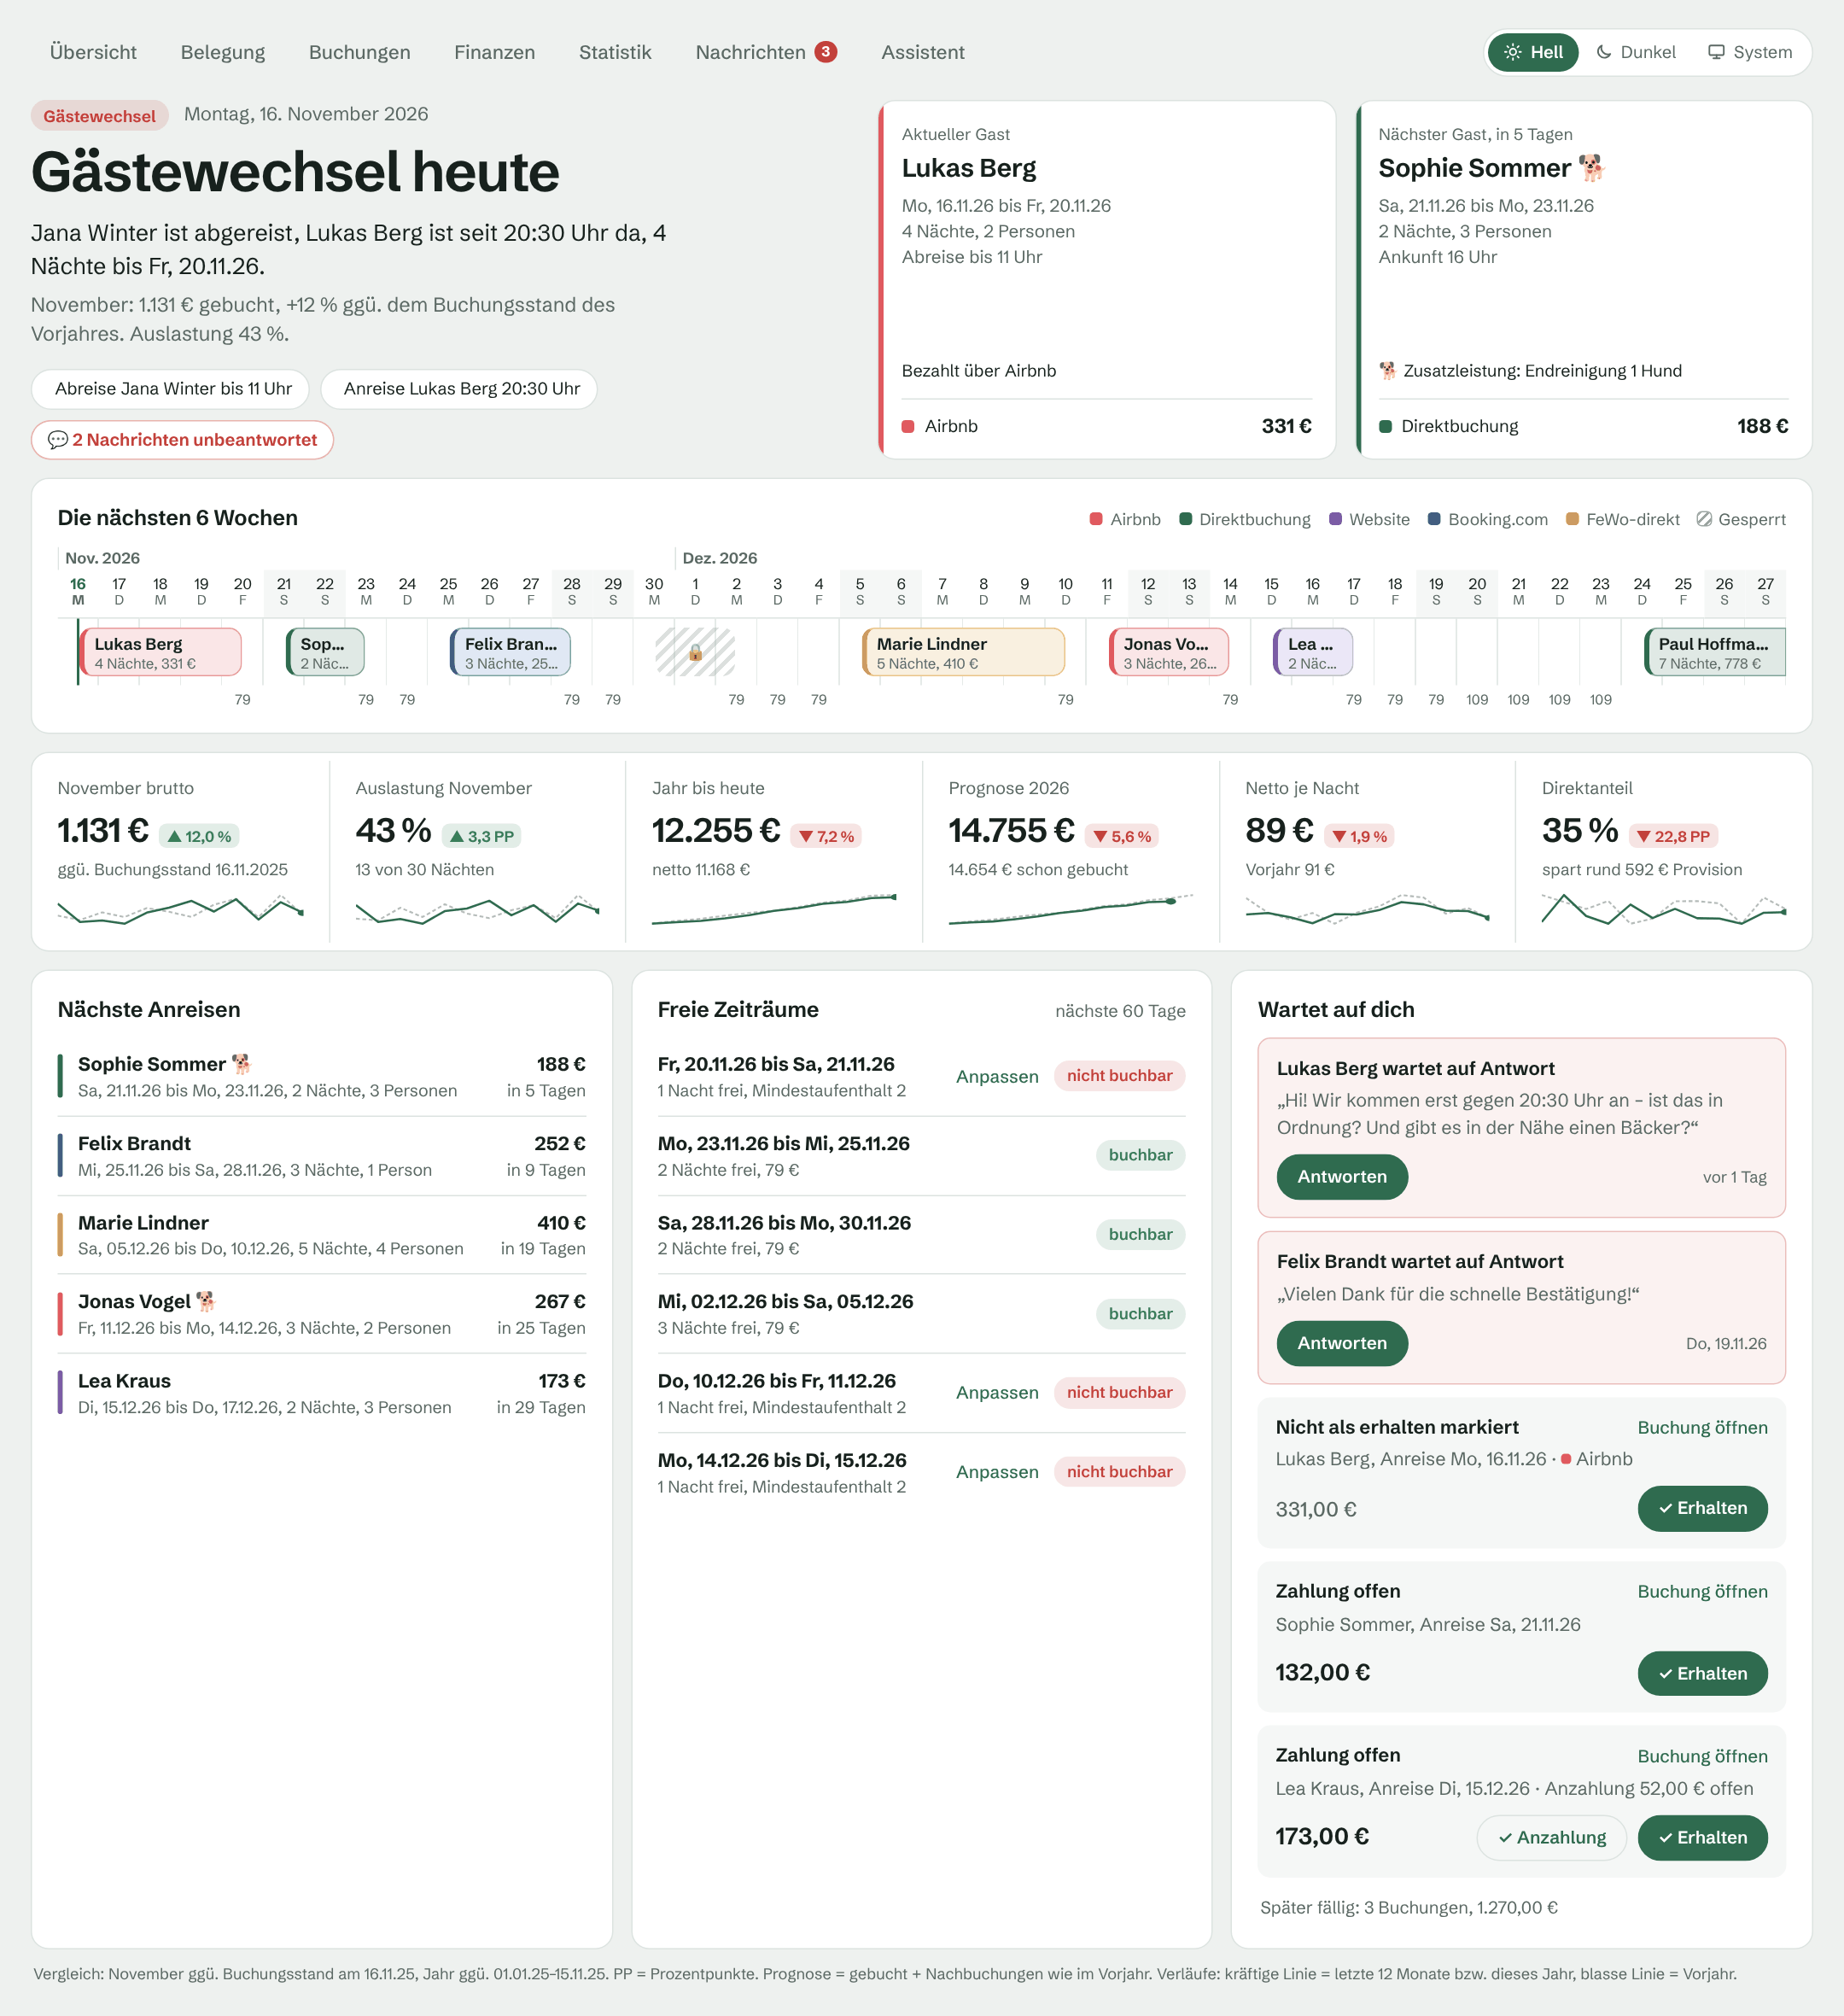 Übersicht Belegung Buchungen Finanzen Statistik Nachrichten 3 Assistent Hell Dunkel System
Gästewechsel Montag, 16. November 2026
Gästewechsel heute
Jana Winter ist abgereist, Lukas Berg ist seit 20:30 Uhr da, 4
Nächte bis Fr, 20.11.26.
November: 1.131 € gebucht, +12 % ggü. dem Buchungsstand des
Vorjahres. Auslastung 43 %.
Abreise Jana Winter bis 11 Uhr
Anreise Lukas Berg 20:30 Uhr
💬 2 Nachrichten unbeantwortet
Aktueller Gast
Lukas Berg
Mo, 16.11.26 bis Fr, 20.11.26
4 Nächte, 2 Personen
Abreise bis 11 Uhr
Bezahlt über Airbnb
Airbnb 331 €
Nächster Gast, in 5 Tagen
Sophie Sommer 🐕
Sa, 21.11.26 bis Mo, 23.11.26
2 Nächte, 3 Personen
Ankunft 16 Uhr
🐕 Zusatzleistung: Endreinigung 1 Hund
Direktbuchung 188 €
Die nächsten 6 Wochen
Airbnb Direktbuchung Website Booking.com FeWo-direkt Gesperrt
Nov. 2026 Dez. 2026
16 17 18 19 20 21 22 23 24 25 26 27 28 29 30 1 2 3 4 5 6 7 8 9 10 11 12 13 14 15 16 17 18 19 20 21 22 23 24 25 26 27
M D M D F S S M D M D F S S M D M D F S S M D M D F S S M D M D F S S M D M D F S S
Lukas Berg Sop... Felix Bran... Marie Lindner Jonas Vo... Lea ... Paul Hoffma...
4 Nächte, 331 € 2 Näc... 3 Nächte, 25... 🔒 5 Nächte, 410 € 3 Nächte, 26... 2 Näc... 7 Nächte, 778 €
79 79 79 79 79 79 79 79 79 79 79 79 79 109 109 109 109
November brutto
1.131 € ▲ 12,0 %
ggü. Buchungsstand 16.11.2025
Auslastung November
43 % ▲ 3,3 PP
13 von 30 Nächten
Jahr bis heute
12.255 € ▼ 7,2 %
netto 11.168 €
Prognose 2026
14.755 € ▼ 5,6 %
14.654 € schon gebucht
Netto je Nacht
89 € ▼ 1,9 %
Vorjahr 91 €
Direktanteil
35 % ▼ 22,8 PP
spart rund 592 € Provision
Nächste Anreisen
Sophie Sommer 🐕 188 €
Sa, 21.11.26 bis Mo, 23.11.26, 2 Nächte, 3 Personen in 5 Tagen
Felix Brandt 252 €
Mi, 25.11.26 bis Sa, 28.11.26, 3 Nächte, 1 Person in 9 Tagen
Marie Lindner 410 €
Sa, 05.12.26 bis Do, 10.12.26, 5 Nächte, 4 Personen in 19 Tagen
Jonas Vogel 🐕 267 €
Fr, 11.12.26 bis Mo, 14.12.26, 3 Nächte, 2 Personen in 25 Tagen
Lea Kraus 173 €
Di, 15.12.26 bis Do, 17.12.26, 2 Nächte, 3 Personen in 29 Tagen
Freie Zeiträume nächste 60 Tage
Fr, 20.11.26 bis Sa, 21.11.26
1 Nacht frei, Mindestaufenthalt 2
Anpassen nicht buchbar
Mo, 23.11.26 bis Mi, 25.11.26
2 Nächte frei, 79 €
buchbar
Sa, 28.11.26 bis Mo, 30.11.26
2 Nächte frei, 79 €
buchbar
Mi, 02.12.26 bis Sa, 05.12.26
3 Nächte frei, 79 €
buchbar
Do, 10.12.26 bis Fr, 11.12.26
1 Nacht frei, Mindestaufenthalt 2
Anpassen nicht buchbar
Mo, 14.12.26 bis Di, 15.12.26
1 Nacht frei, Mindestaufenthalt 2
Anpassen nicht buchbar
Wartet auf dich
Lukas Berg wartet auf Antwort
„Hi! Wir kommen erst gegen 20:30 Uhr an – ist das in
Ordnung? Und gibt es in der Nähe einen Bäcker?“
Antworten vor 1 Tag
Felix Brandt wartet auf Antwort
„Vielen Dank für die schnelle Bestätigung!“
Antworten Do, 19.11.26
Nicht als erhalten markiert Buchung öffnen
Lukas Berg, Anreise Mo, 16.11.26 · Airbnb
331,00 € ✓ Erhalten
Zahlung offen Buchung öffnen
Sophie Sommer, Anreise Sa, 21.11.26
132,00 € ✓ Erhalten
Zahlung offen Buchung öffnen
Lea Kraus, Anreise Di, 15.12.26 · Anzahlung 52,00 € offen
173,00 € ✓ Anzahlung ✓ Erhalten
Später fällig: 3 Buchungen, 1.270,00 €
Vergleich: November ggü. Buchungsstand am 16.11.25, Jahr ggü. 01.01.25–15.11.25. PP = Prozentpunkte. Prognose = gebucht + Nachbuchungen wie im Vorjahr. Verläufe: kräftige Linie = letzte 12 Monate bzw. dieses Jahr, blasse Linie = Vorjahr.